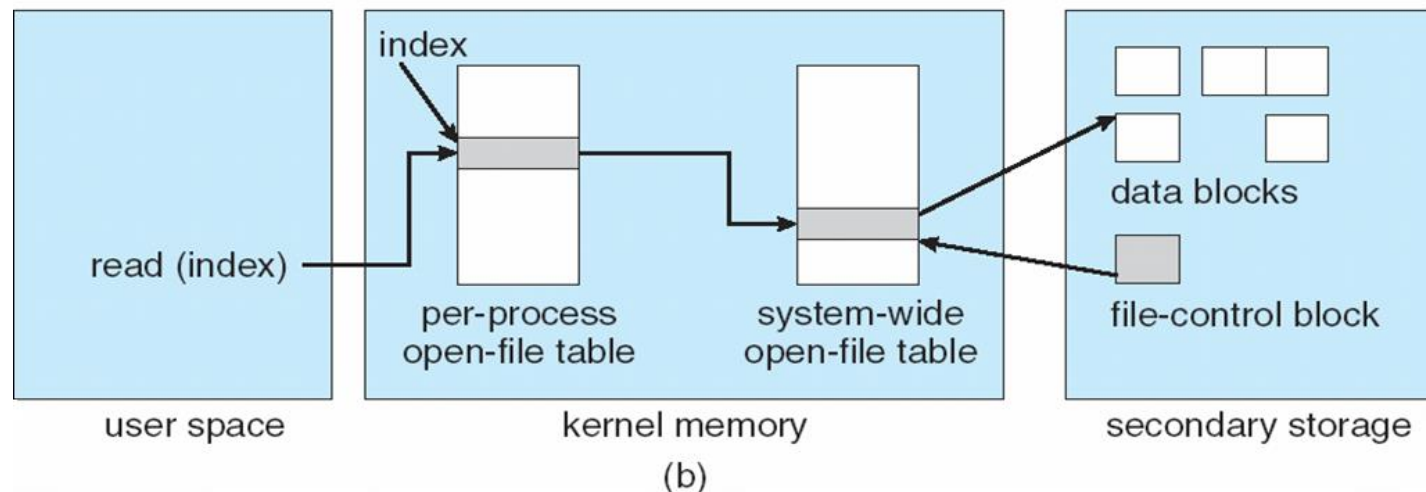 index
read (index)
per-process
open-file table
system-wide
open-file table
data blocks
file-control block
user space
kernel memory
secondary storage
(b)